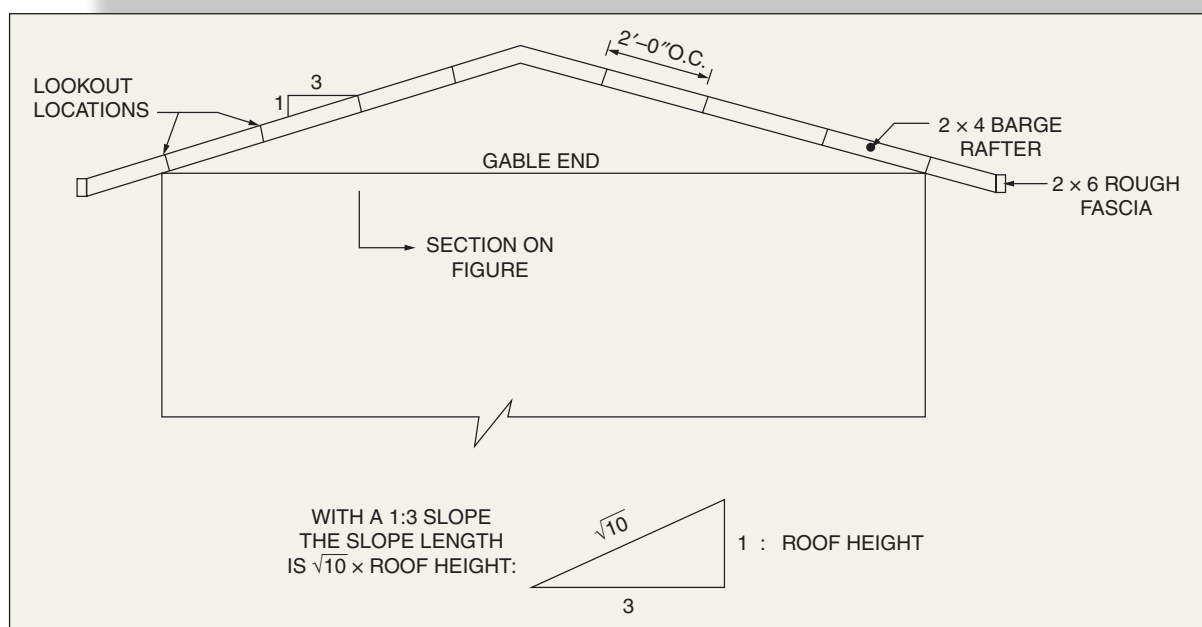 2′–0″O.C.
LOOKOUT
LOCATIONS
3
1
2 × 4 BARGE
RAFTER
GABLE END
2 × 6 ROUGH
FASCIA
SECTION ON
FIGURE
WITH A 1:3 SLOPE
THE SLOPE LENGTH
IS √10 × ROOF HEIGHT:
√10
1 : ROOF HEIGHT
3